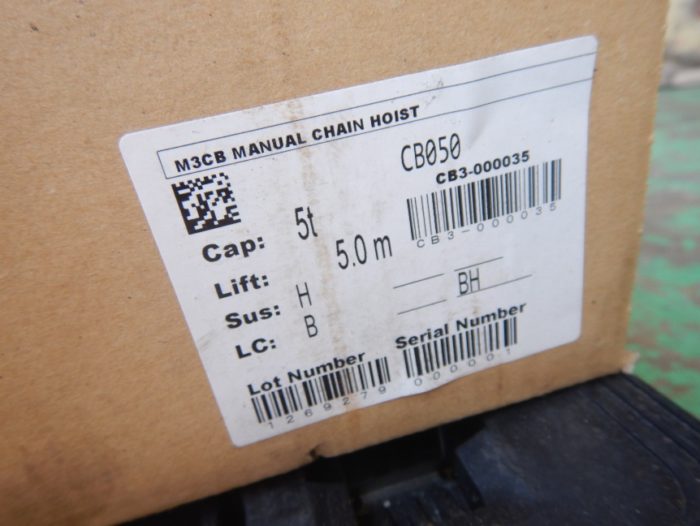 M3CB MANUAL CHAIN HOIST
CB050
CB3-000035
CB3-000035
Cap: 5t
Lift: 5.0 m
Sus: H
BH
LC: B
Lot Number
1269279
Serial Number
000001